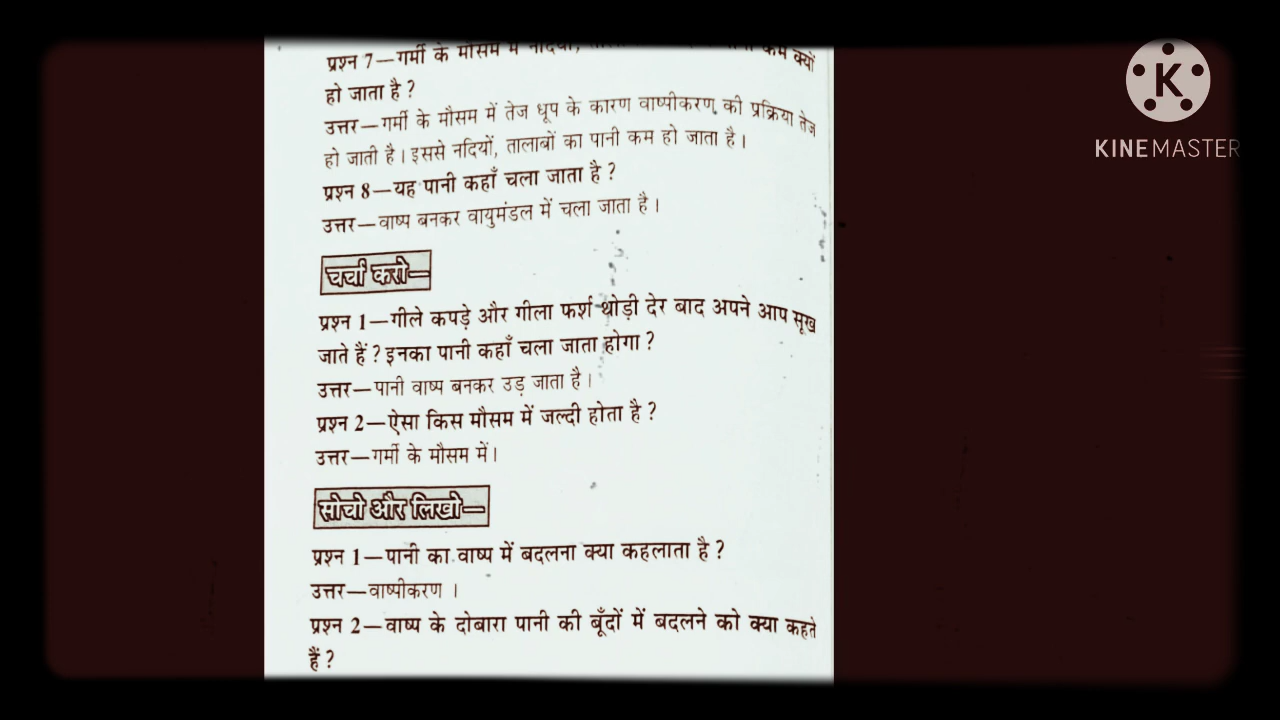 प्रश्न 7—गर्मी के मौसम में नदियों, कम क्यों
हो जाता है ?
उत्तर—गर्मी के मौसम में तेज धूप के कारण वाष्पीकरण की प्रक्रिया तेज
हो जाती है। इससे नदियों, तालाबों का पानी कम हो जाता है।
प्रश्न 8—यह पानी कहाँ चला जाता है ?
उत्तर—वाष्प बनकर वायुमंडल में चला जाता है।
चर्चा करो—
प्रश्न 1—गीले कपड़े और गीला फर्श थोड़ी देर बाद अपने आप सूख
जाते हैं ? इनका पानी कहाँ चला जाता होगा ?
उत्तर—पानी वाष्प बनकर उड़ जाता है।
प्रश्न 2—ऐसा किस मौसम में जल्दी होता है ?
उत्तर—गर्मी के मौसम में।
सोचो और लिखो—
प्रश्न 1—पानी का वाष्प में बदलना क्या कहलाता है ?
उत्तर—वाष्पीकरण ।
प्रश्न 2—वाष्प के दोबारा पानी की बूँदों में बदलने को क्या कहते
हैं ?
K
KINEMASTER